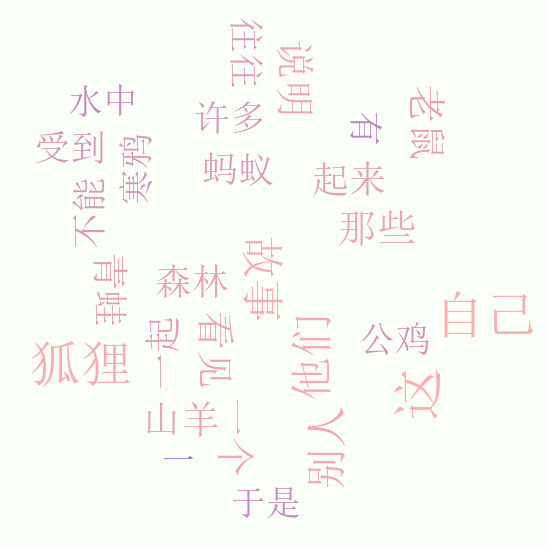 往往
说明
水中
许多
有
老鼠
受到
寒鸦
蚂蚁
起来
不能
那些
故事
森林
自己
一起
看见
他们
公鸡
狐狸
这
山羊
一个
别人
一
于是